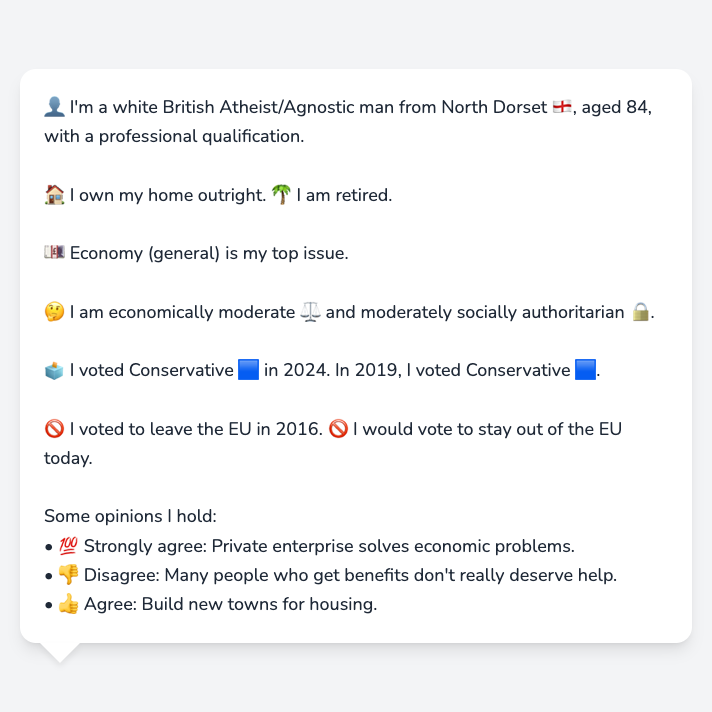 👤 I'm a white British Atheist/Agnostic man from North Dorset 🏴󠁧󠁢󠁥󠁮󠁧󠁿, aged 84,
with a professional qualification.
🏠 I own my home outright. 🌴 I am retired.
💷 Economy (general) is my top issue.
🤔 I am economically moderate ⚖️ and moderately socially authoritarian 🔒.
🗳️ I voted Conservative 🟦 in 2024. In 2019, I voted Conservative 🟦.
🚫 I voted to leave the EU in 2016. 🚫 I would vote to stay out of the EU
today.
Some opinions I hold:
• 💯 Strongly agree: Private enterprise solves economic problems.
• 👎 Disagree: Many people who get benefits don't really deserve help.
• 👍 Agree: Build new towns for housing.